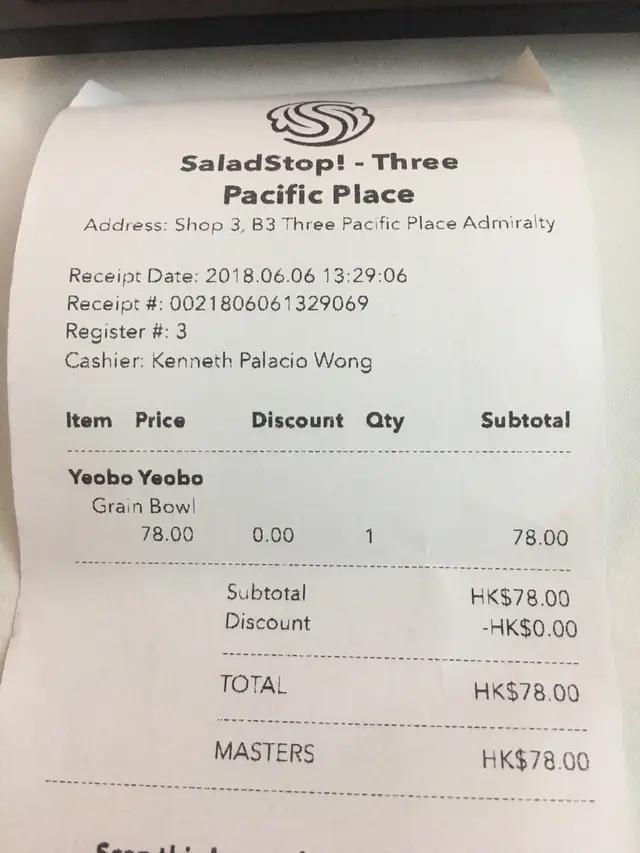 SaladStop! - Three
Pacific Place
Address: Shop 3, B3 Three Pacific Place Admiralty
Receipt Date: 2018.06.06 13:29:06
Receipt #: 0021806061329069
Register #: 3
Cashier: Kenneth Palacio Wong
Item Price Discount Qty Subtotal
Yeobo Yeobo
Grain Bowl
78.00 0.00 1 78.00
Subtotal HK$78.00
Discount -HK$0.00
TOTAL HK$78.00
MASTERS HK$78.00